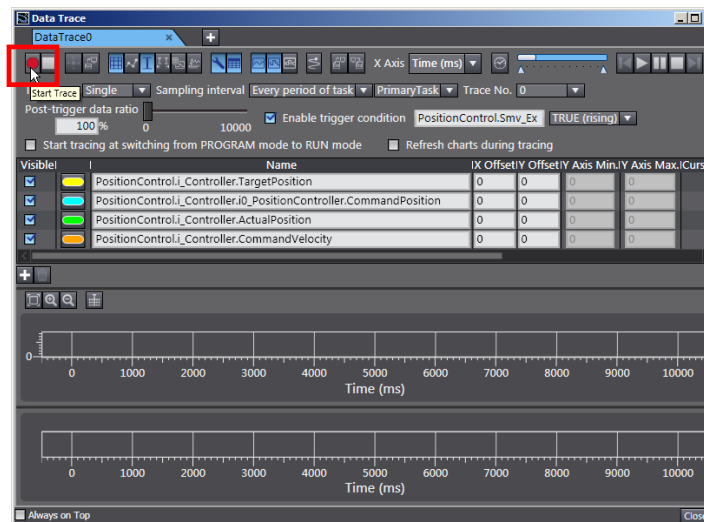 Data Trace
DataTrace0
X Axis Time (ms)
Start Trace
Single Sampling interval Every period of task PrimaryTask Trace No. 0
Post-trigger data ratio
100 % 0 10000 Enable trigger condition PositionControl.Smv_Ex TRUE (rising)
Start tracing at switching from PROGRAM mode to RUN mode Refresh charts during tracing
Visible Name X Offset Y Offset Y Axis Min. Y Axis Max. Curs
PositionControl.i_Controller.TargetPosition 0 0 0 0
PositionControl.i_Controller.i0_PositionController.CommandPosition 0 0 0 0
PositionControl.i_Controller.ActualPosition 0 0 0 0
PositionControl.i_Controller.CommandVelocity 0 0 0 0
0
0 1000 2000 3000 4000 5000 6000 7000 8000 9000 10000
Time (ms)
0 1000 2000 3000 4000 5000 6000 7000 8000 9000 10000
Time (ms)
Always on Top Close